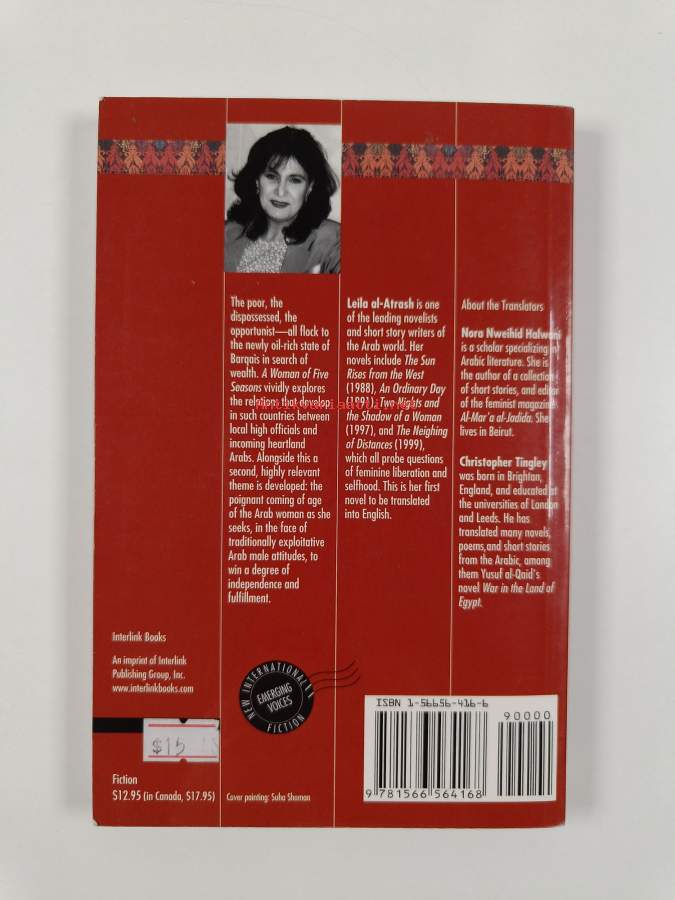 The poor, the
dispossessed, the
opportunist—all flock to
the newly oil-rich state of
Barqais in search of
wealth. A Woman of Five
Seasons vividly explores
the relations that develop
in such countries between
local high officials and
incoming heartland
Arabs. Alongside this a
second, highly relevant
theme is developed: the
poignant coming of age
of the Arab woman as she
seeks, in the face of
traditionally exploitative
Arab male attitudes, to
win a degree of
independence and
fulfillment.
Leila al-Atrash is one
of the leading novelists
and short story writers of
the Arab world. Her
novels include The Sun
Rises from the West
(1988), An Ordinary Day
(1991), Two Nights and
the Shadow of a Woman
(1997), and The Neighing
of Distances (1999),
which all probe questions
of feminine liberation and
selfhood. This is her first
novel to be translated
into English.
About the Translators
Nora Nweihid Halwani
is a scholar specializing in
Arabic literature. She is
the author of a collection
of short stories, and editor
of the feminist magazine
Al-Mar'a al-Jadida. She
lives in Beirut.
Christopher Tingley
was born in Brighton,
England, and educated at
the universities of London
and Leeds. He has
translated many novels,
poems, and short stories
from the Arabic, among
them Yusuf al-Qaid's
novel War in the Land of
Egypt.
Interlink Books
An imprint of Interlink
Publishing Group, Inc.
www.interlinkbooks.com
NEW INTERNATIONAL
EMERGING
VOICES
FICTION
$15
Fiction
$12.95 (in Canada, $17.95)
Cover painting: Suha Shoman
ISBN 1-56656-416-6
90000
9 781566 564168